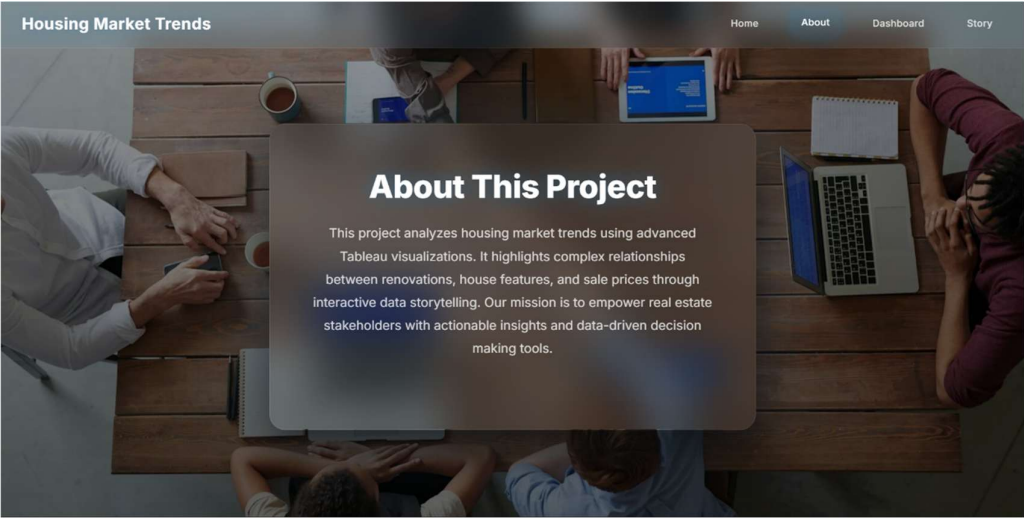 Housing Market Trends
Home About Dashboard Story
About This Project
This project analyzes housing market trends using advanced
Tableau visualizations. It highlights complex relationships
between renovations, house features, and sale prices through
interactive data storytelling. Our mission is to empower real estate
stakeholders with actionable insights and data-driven decision
making tools.